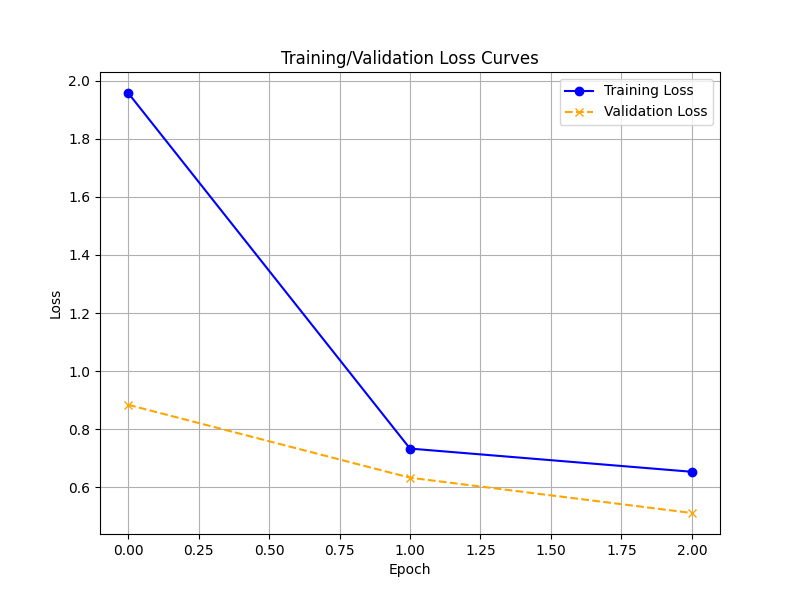 Training/Validation Loss Curves
Training Loss
Validation Loss
2.0
1.8
1.6
1.4
1.2
1.0
0.8
0.6
Loss
0.00 0.25 0.50 0.75 1.00 1.25 1.50 1.75 2.00
Epoch